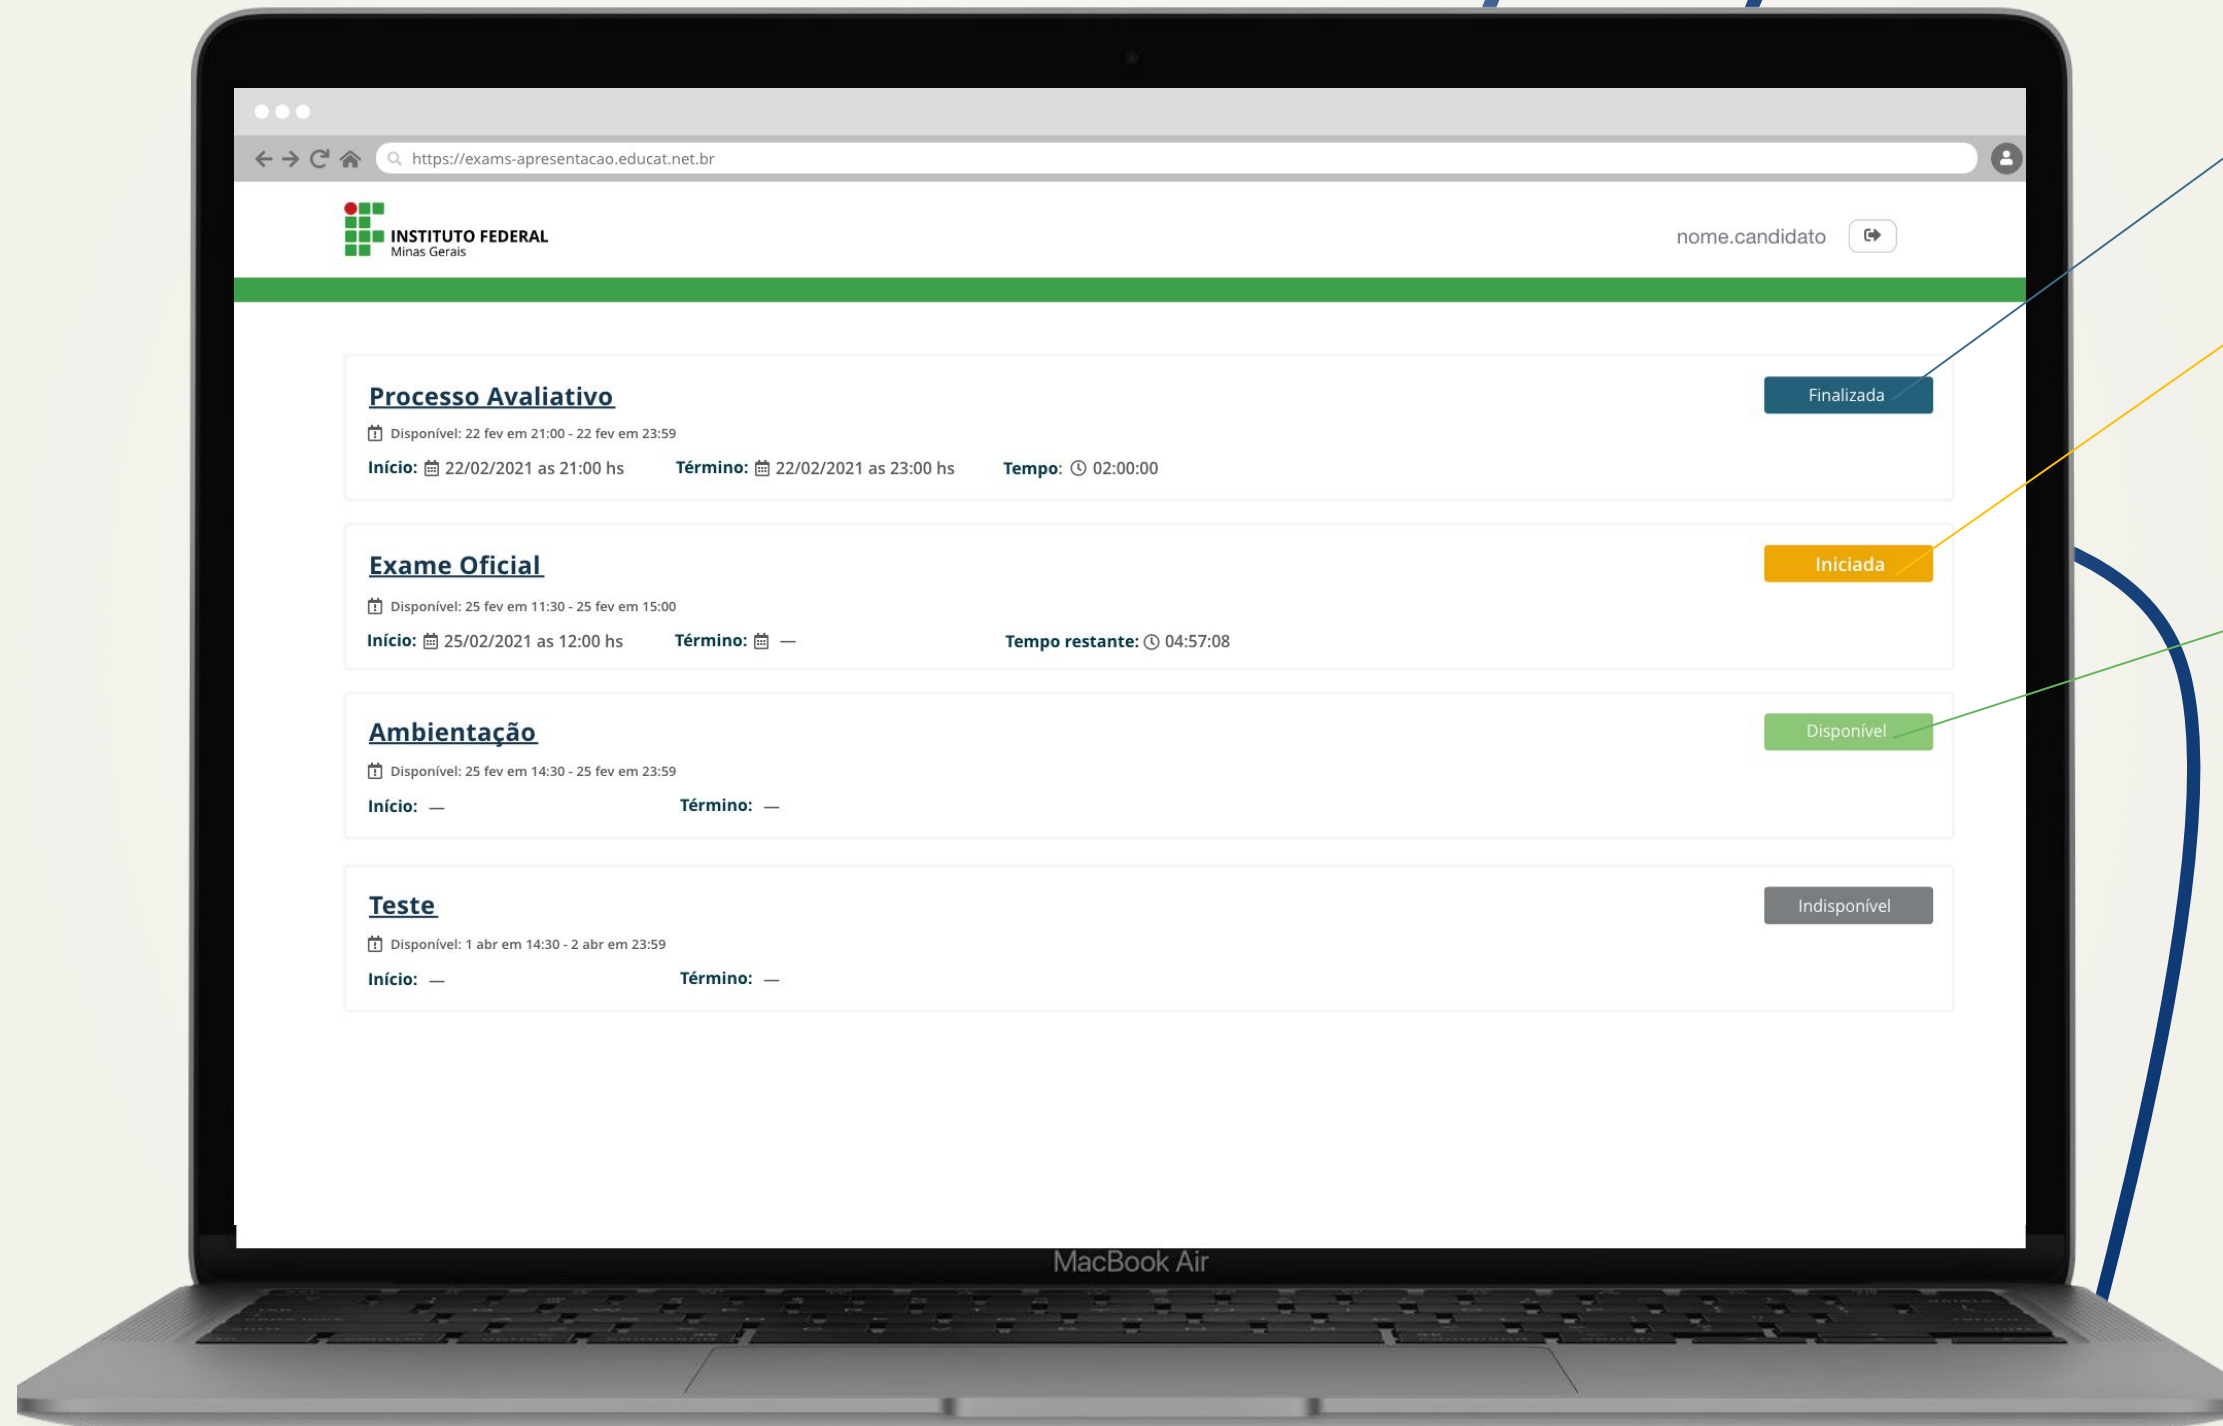 https://exams-apresentacao.educat.net.br
INSTITUTO FEDERAL
Minas Gerais
nome.candidato
Processo Avaliativo
Finalizada
Disponível: 22 fev em 21:00 - 22 fev em 23:59
Início: 22/02/2021 as 21:00 hs Término: 22/02/2021 as 23:00 hs Tempo: 02:00:00
Exame Oficial
Iniciada
Disponível: 25 fev em 11:30 - 25 fev em 15:00
Início: 25/02/2021 as 12:00 hs Término: — Tempo restante: 04:57:08
Ambientação
Disponível
Disponível: 25 fev em 14:30 - 25 fev em 23:59
Início: — Término: —
Teste
Indisponível
Disponível: 1 abr em 14:30 - 2 abr em 23:59
Início: — Término: —
MacBook Air